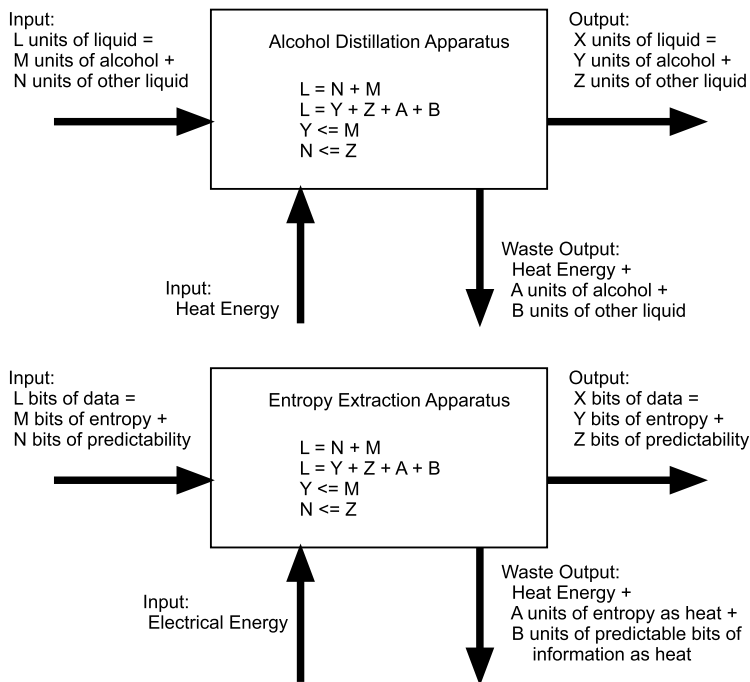 Input:
L units of liquid =
M units of alcohol +
N units of other liquid
Alcohol Distillation Apparatus
L = N + M
L = Y + Z + A + B
Y <= M
N <= Z
Output:
X units of liquid =
Y units of alcohol +
Z units of other liquid
Input:
Heat Energy
Waste Output:
Heat Energy +
A units of alcohol +
B units of other liquid
Input:
L bits of data =
M bits of entropy +
N bits of predictability
Entropy Extraction Apparatus
L = N + M
L = Y + Z + A + B
Y <= M
N <= Z
Output:
X bits of data =
Y bits of entropy +
Z bits of predictability
Input:
Electrical Energy
Waste Output:
Heat Energy +
A units of entropy as heat +
B units of predictable bits of
information as heat